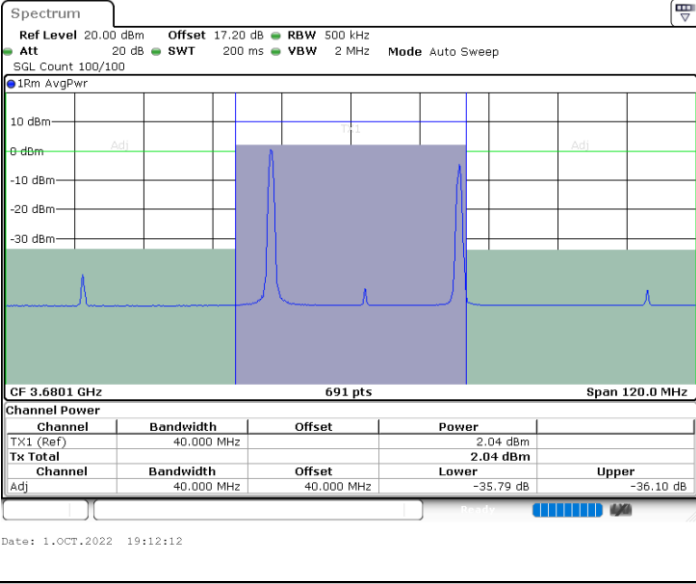 Spectrum
Ref Level 20.00 dBm Offset 17.20 dB RBW 500 kHz
Att 20 dB SWT 200 ms VBW 2 MHz Mode Auto Sweep
SGL Count 100/100
1Rm AvgPwr
10 dBm
Tx1
Adj Adj
0 dBm
-10 dBm
-20 dBm
-30 dBm
CF 3.6801 GHz 691 pts Span 120.0 MHz
Channel Power
Channel Bandwidth Offset Power
TX1 (Ref) 40.000 MHz 2.04 dBm
Tx Total 2.04 dBm
Channel Bandwidth Offset Lower Upper
Adj 40.000 MHz 40.000 MHz -35.79 dB -36.10 dB
Ready
Date: 1.OCT.2022 19:12:12